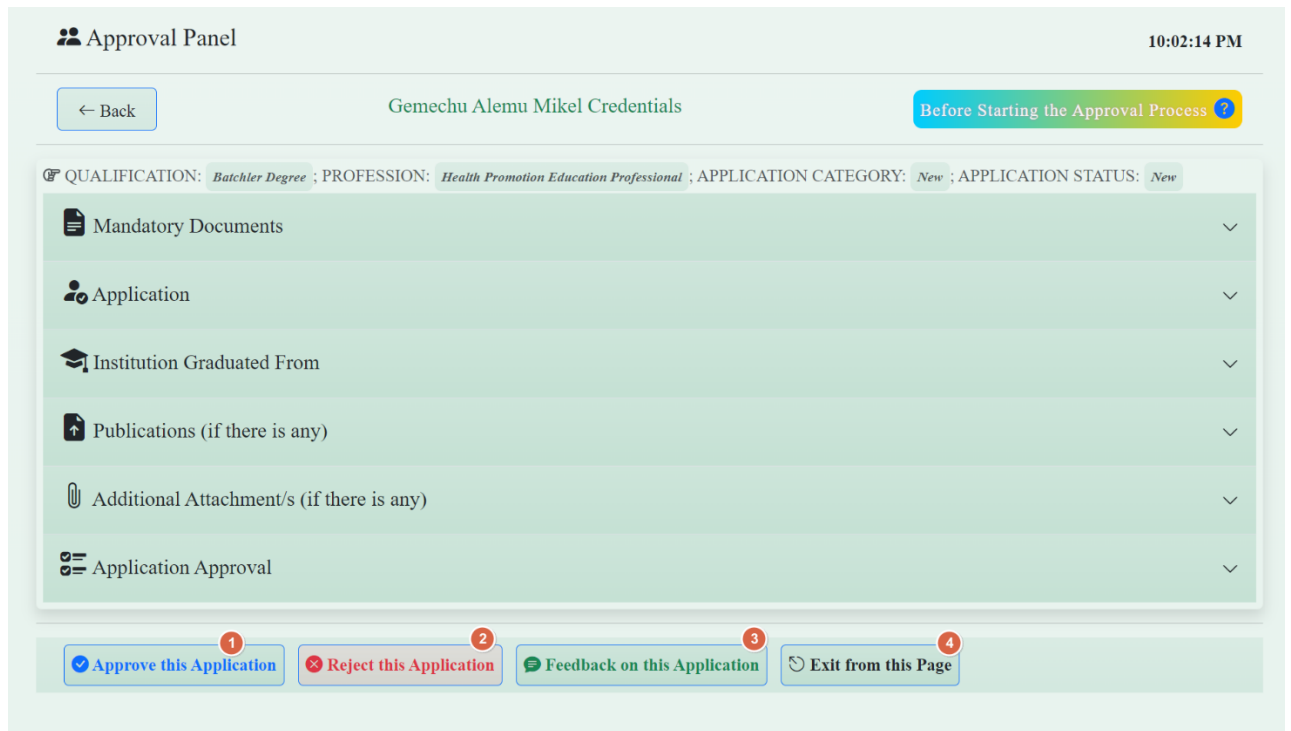 Approval Panel
10:02:14 PM
← Back
Gemechu Alemu Mikel Credentials
Before Starting the Approval Process ?
QUALIFICATION: Batchler Degree ; PROFESSION: Health Promotion Education Professional ; APPLICATION CATEGORY: New ; APPLICATION STATUS: New
Mandatory Documents
Application
Institution Graduated From
Publications (if there is any)
Additional Attachment/s (if there is any)
Application Approval
1 2 3 4
Approve this Application Reject this Application Feedback on this Application Exit from this Page